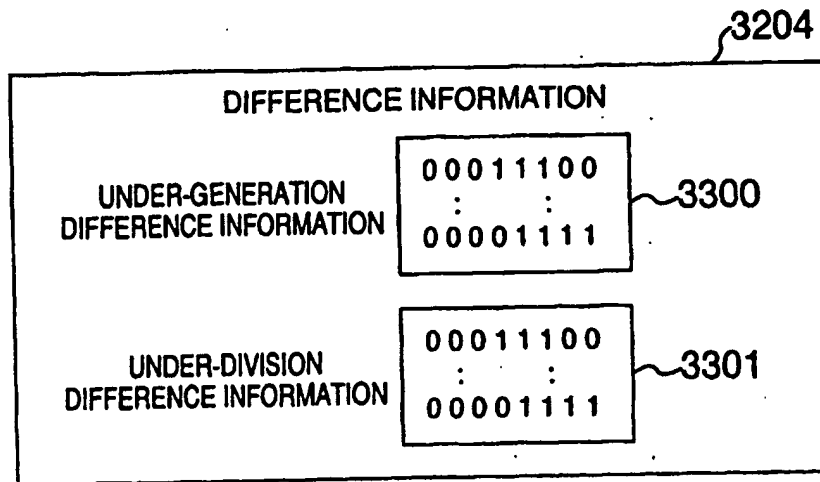 3204
DIFFERENCE INFORMATION
UNDER-GENERATION
DIFFERENCE INFORMATION
00011100
: :
00001111
3300
UNDER-DIVISION
DIFFERENCE INFORMATION
00011100
: :
00001111
3301